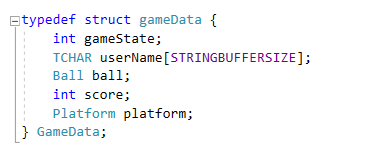 typedef struct gameData {
int gameState;
TCHAR userName[STRINGBUFFERSIZE];
Ball ball;
int score;
Platform platform;
} GameData;